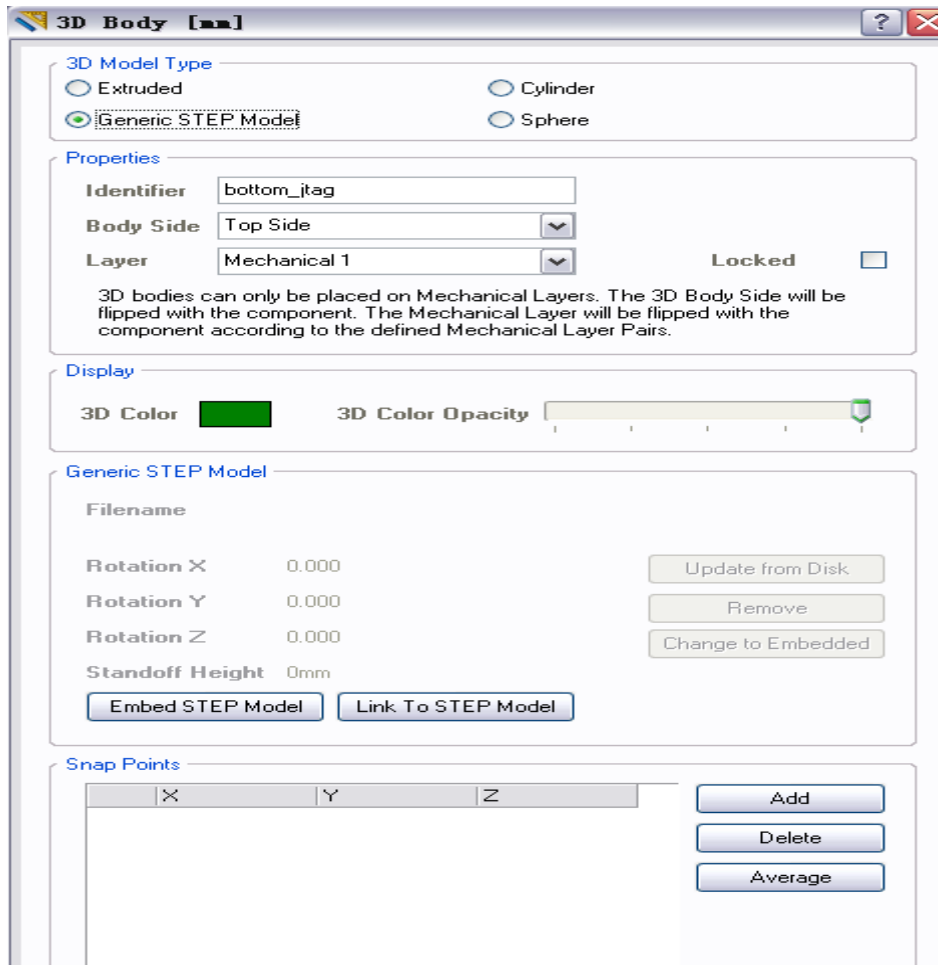 3D Body [mm]
3D Model Type
Extruded Cylinder
Generic STEP Model Sphere
Properties
Identifier bottom_jtag
Body Side Top Side
Layer Mechanical 1 Locked
3D bodies can only be placed on Mechanical Layers. The 3D Body Side will be
flipped with the component. The Mechanical Layer will be flipped with the
component according to the defined Mechanical Layer Pairs.
Display
3D Color 3D Color Opacity
Generic STEP Model
Filename
Rotation X 0.000 Update from Disk
Rotation Y 0.000 Remove
Rotation Z 0.000 Change to Embedded
Standoff Height 0mm
Embed STEP Model Link To STEP Model
Snap Points
X Y Z Add
Delete
Average